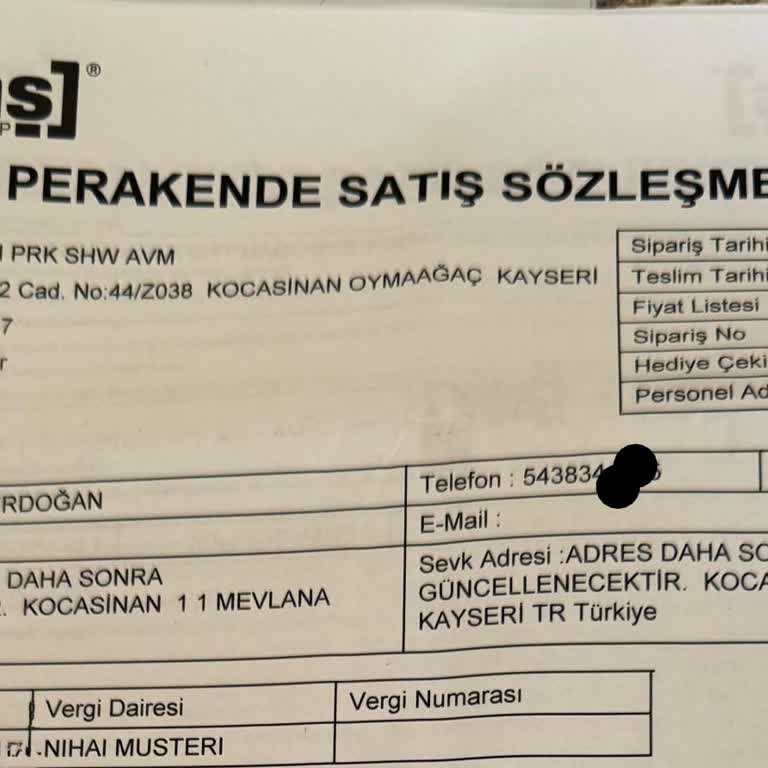 ş]®
P
PERAKENDE SATIŞ SÖZLEŞME
PRK SHW AVM
2 Cad. No:44/Z038 KOCASİNAN OYMAAĞAÇ KAYSERİ
7
r
Sipariş Tarihi
Teslim Tarihi
Fiyat Listesi
Sipariş No
Hediye Çeki
Personel Ad
RDOĞAN
Telefon : 543834 5
E-Mail :
DAHA SONRA
. KOCASİNAN 1 1 MEVLANA
Sevk Adresi :ADRES DAHA SO
GÜNCELLENECEKTİR. KOCA
KAYSERİ TR Türkiye
Vergi Dairesi
Vergi Numarası
NIHAI MUSTERI